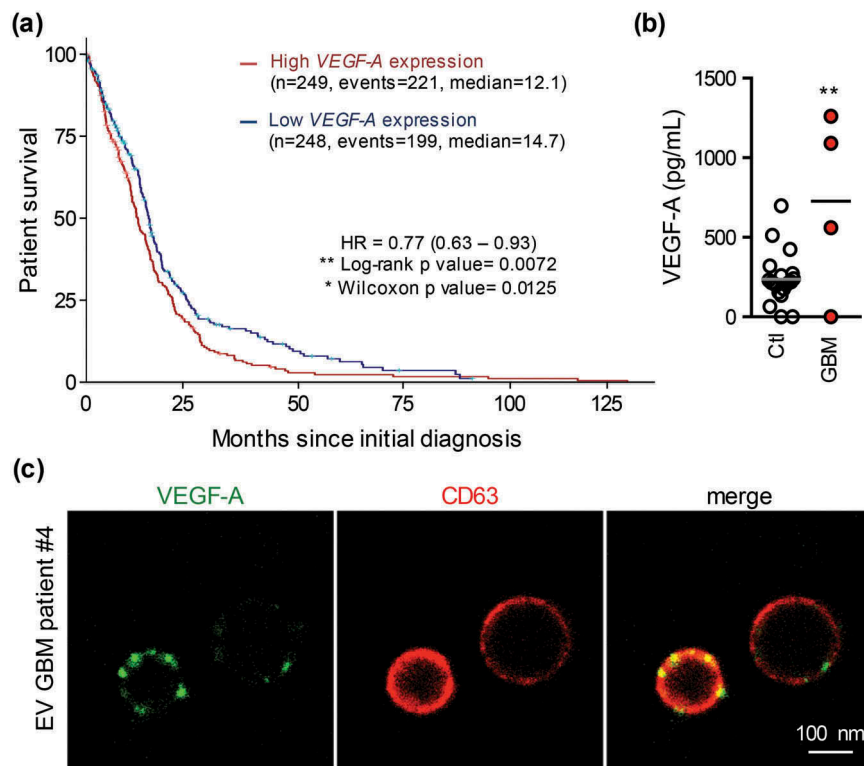 (a)
100
75
50
25
0
Patient survival
High VEGF-A expression
(n=249, events=221, median=12.1)
Low VEGF-A expression
(n=248, events=199, median=14.7)
HR = 0.77 (0.63 – 0.93)
** Log-rank p value= 0.0072
* Wilcoxon p value= 0.0125
0 25 50 75 100 125
Months since initial diagnosis
(b)
1500
1000
500
0
VEGF-A (pg/mL)
**
Ctl
GBM
(c)
VEGF-A CD63 merge
EV GBM patient #4
100 nm